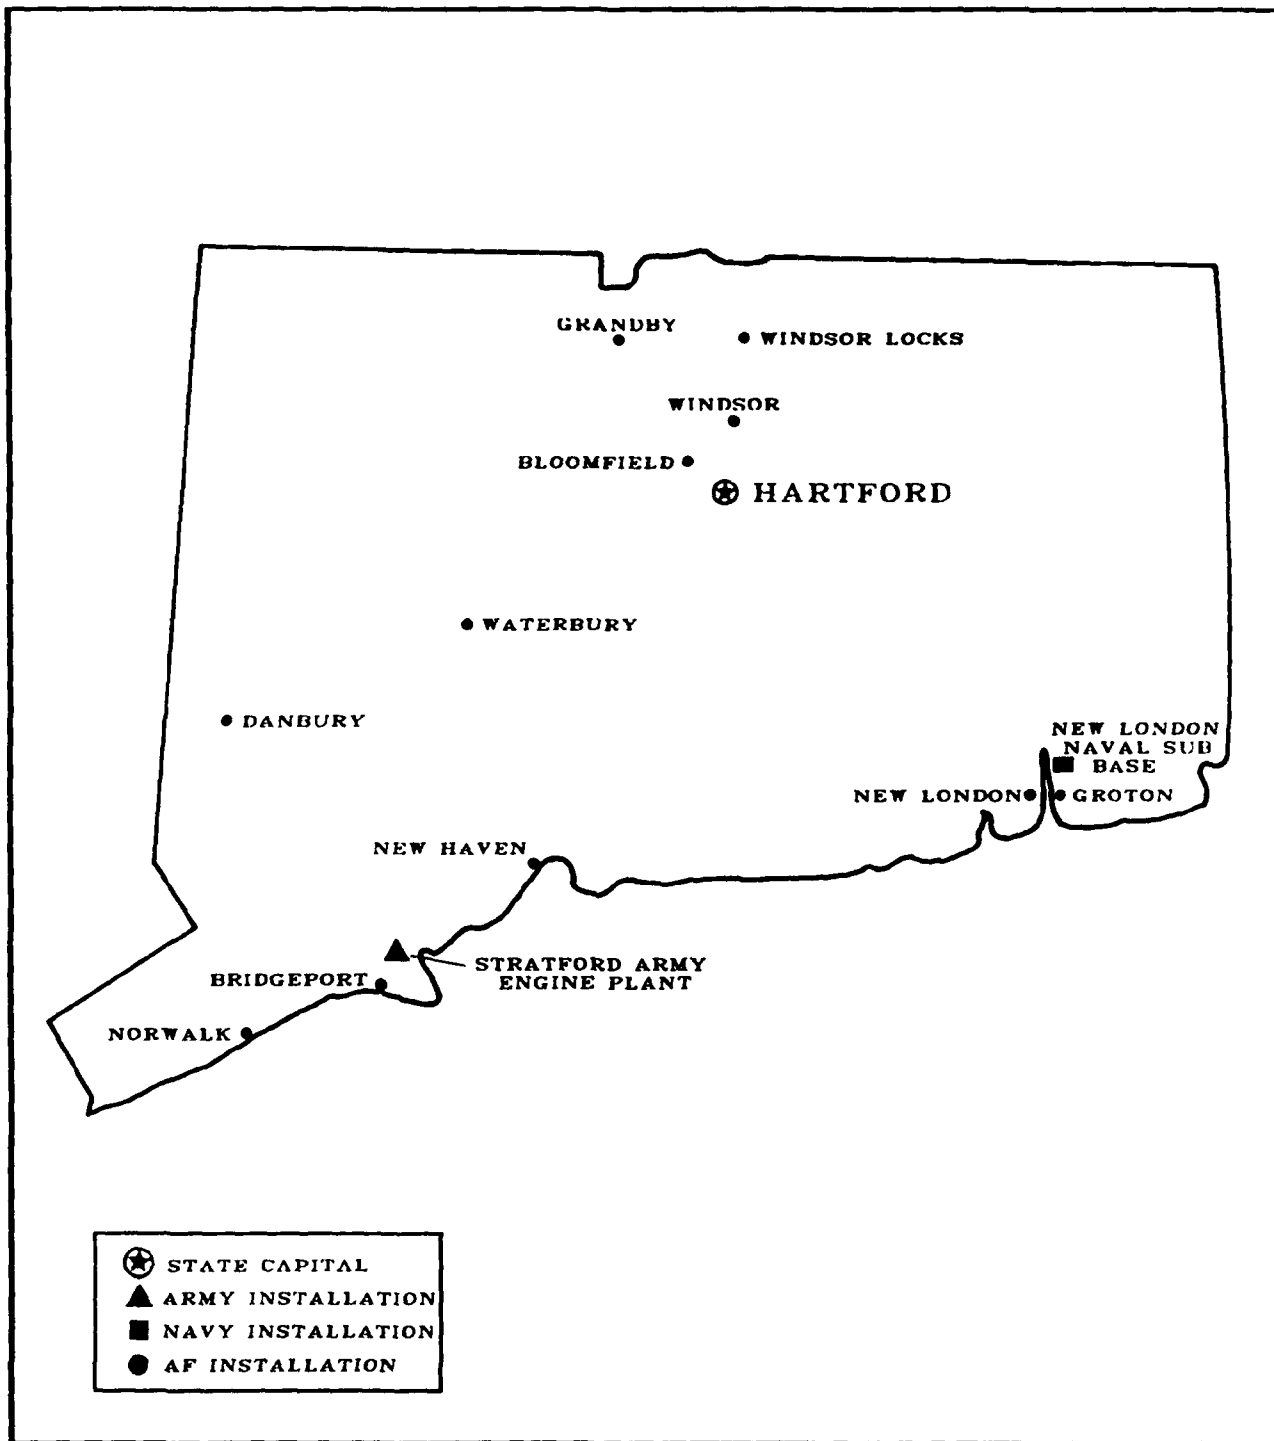 GRANDBY
WINDSOR LOCKS
WINDSOR
BLOOMFIELD
HARTFORD
WATERBURY
DANBURY
NEW LONDON
NAVAL SUB
BASE
NEW LONDON
GROTON
NEW HAVEN
STRATFORD ARMY
ENGINE PLANT
BRIDGEPORT
NORWALK
STATE CAPITAL
ARMY INSTALLATION
NAVY INSTALLATION
AF INSTALLATION